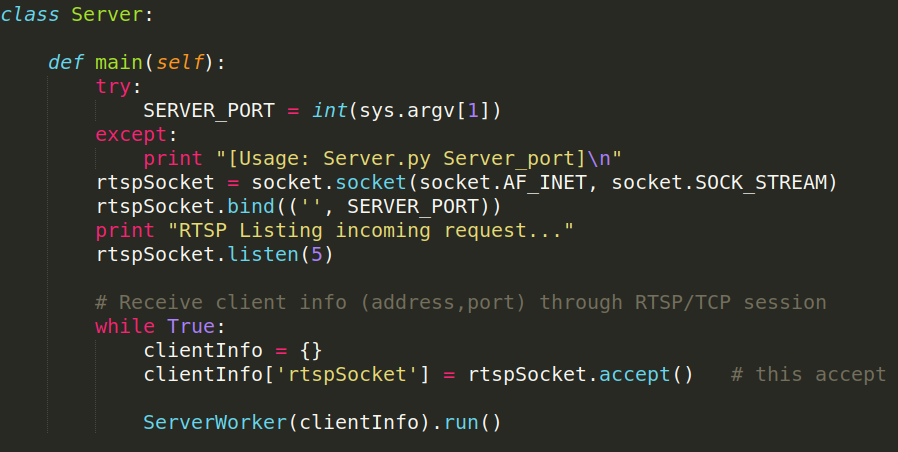 class Server:
def main(self):
try:
SERVER_PORT = int(sys.argv[1])
except:
print "[Usage: Server.py Server_port]\n"
rtspSocket = socket.socket(socket.AF_INET, socket.SOCK_STREAM)
rtspSocket.bind(('', SERVER_PORT))
print "RTSP Listing incoming request..."
rtspSocket.listen(5)
# Receive client info (address,port) through RTSP/TCP session
while True:
clientInfo = {}
clientInfo['rtspSocket'] = rtspSocket.accept()   # this accept
ServerWorker(clientInfo).run()